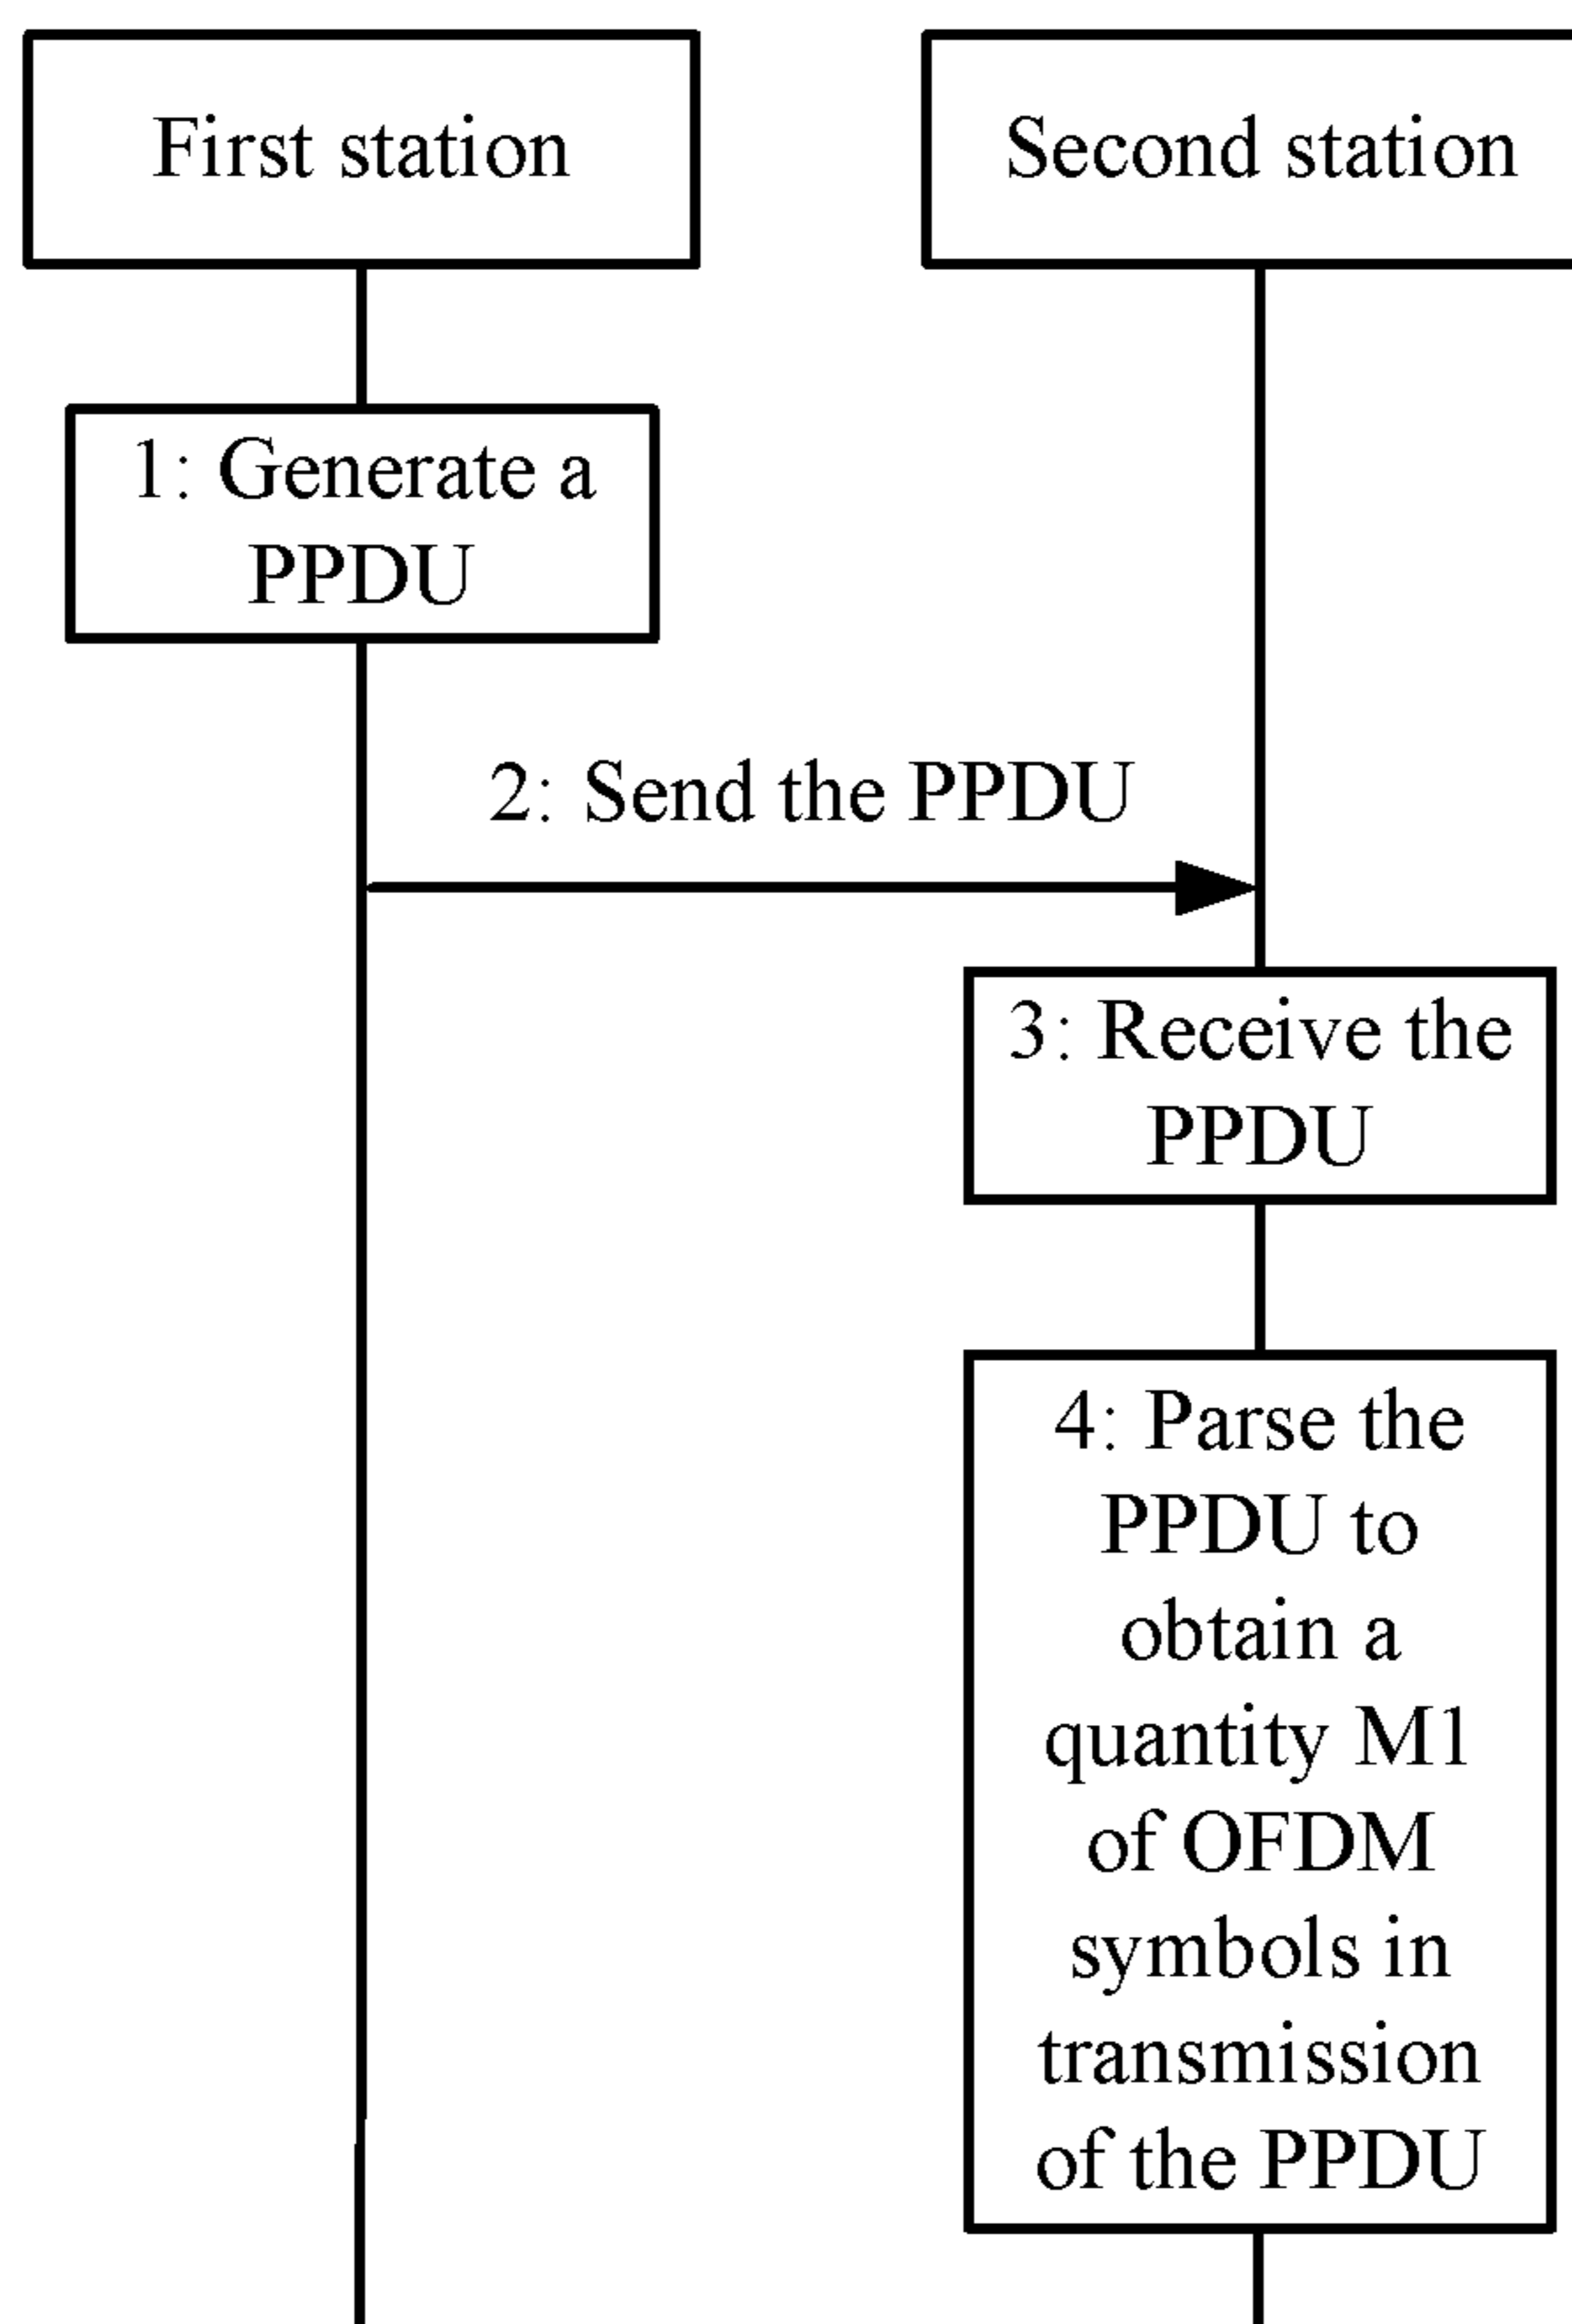 First station
Second station
1: Generate a
PPDU
2: Send the PPDU
3: Receive the
PPDU
4: Parse the
PPDU to
obtain a
quantity M1
of OFDM
symbols in
transmission
of the PPDU